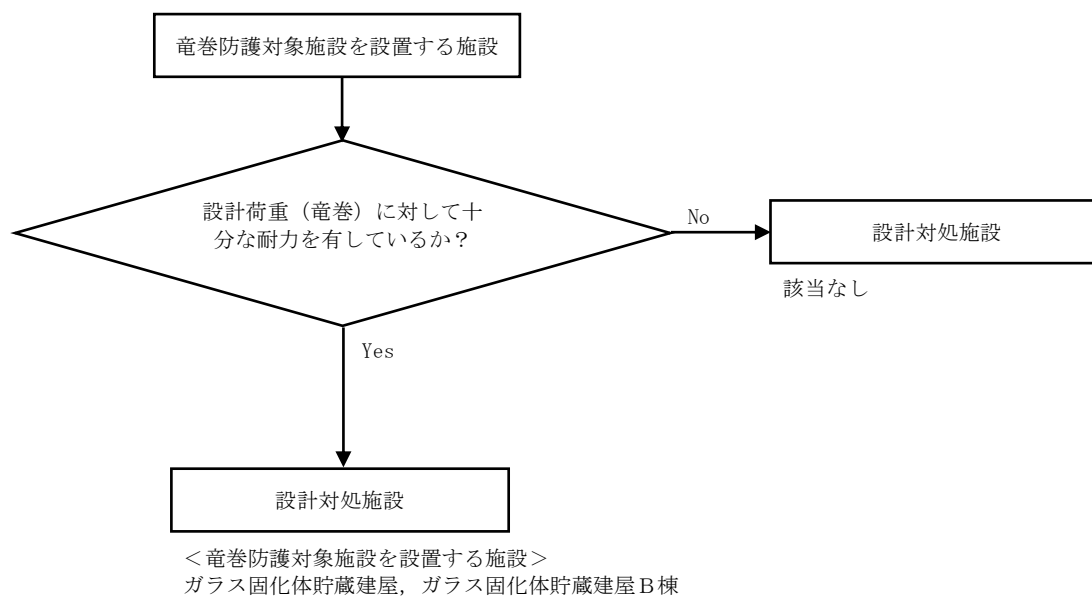 竜巻防護対象施設を設置する施設
設計荷重（竜巻）に対して十
分な耐力を有しているか？
No
設計対処施設
該当なし
Yes
設計対処施設
＜竜巻防護対象施設を設置する施設＞
ガラス固化体貯蔵建屋，ガラス固化体貯蔵建屋Ｂ棟